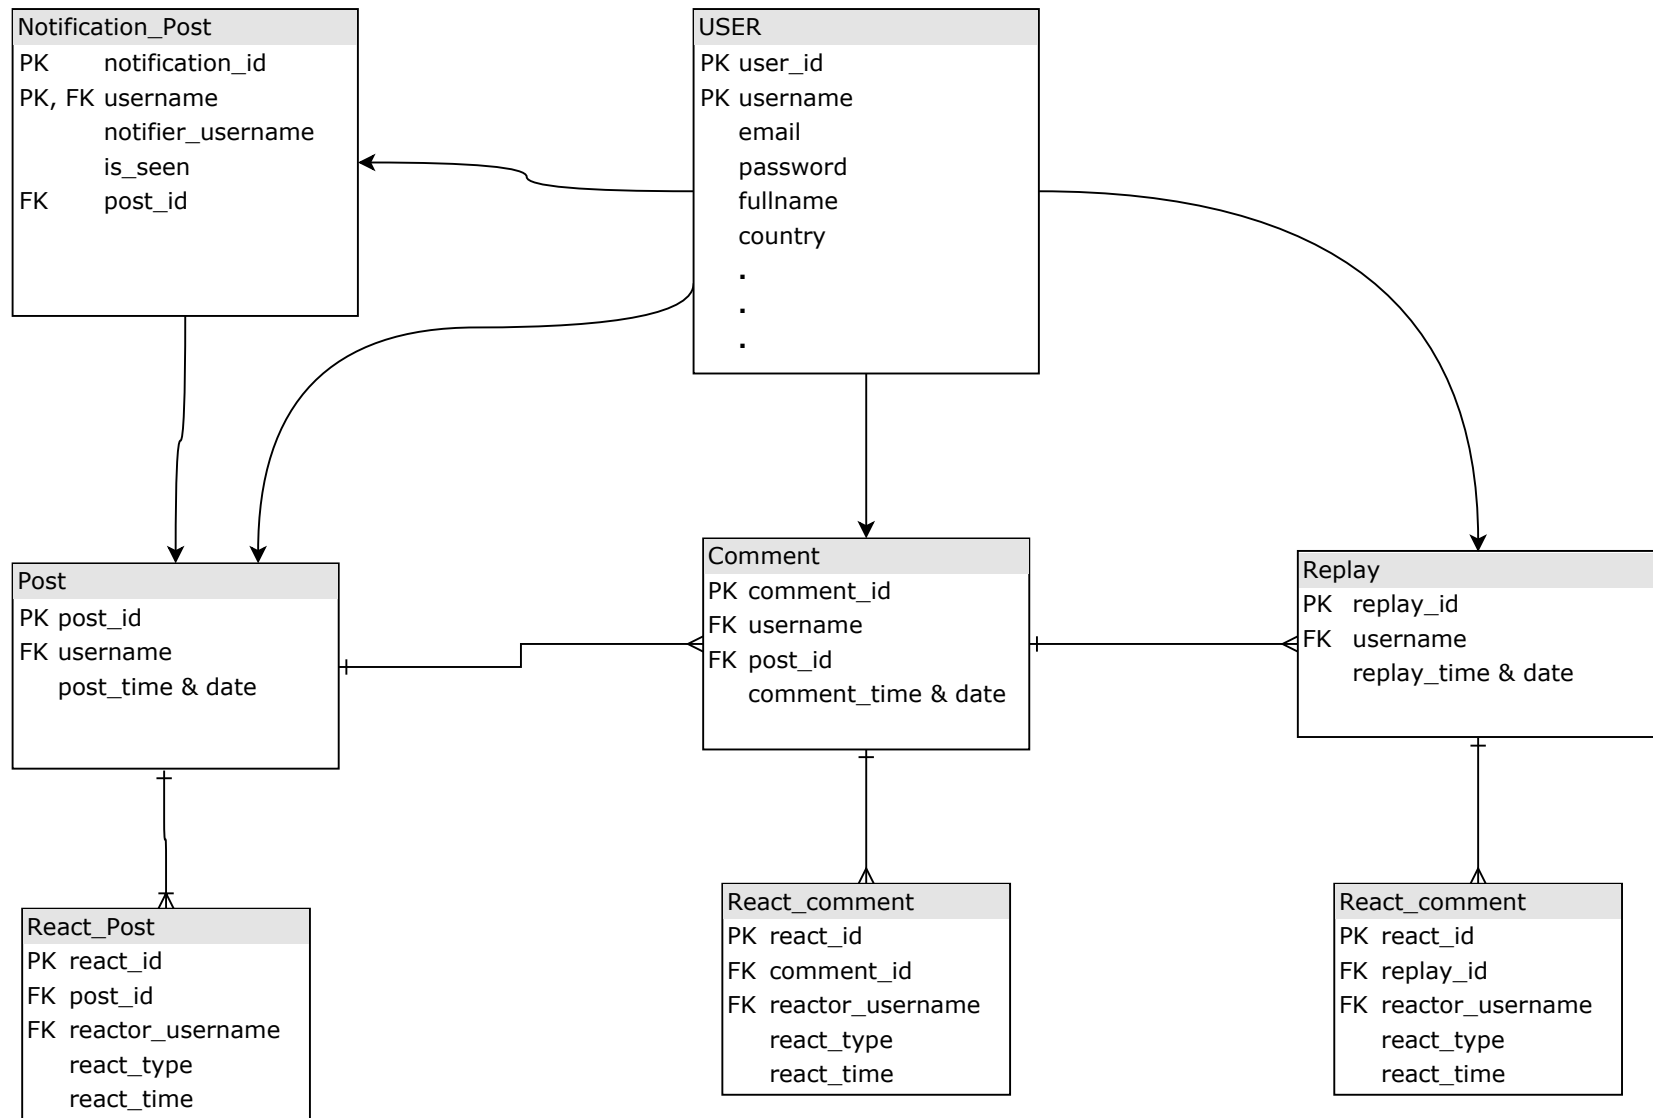 Notification_Post
PK notification_id
PK, FK username
notifier_username
is_seen
FK post_id
USER
PK user_id
PK username
email
password
fullname
country
.
.
.
Post
PK post_id
FK username
post_time & date
Comment
PK comment_id
FK username
FK post_id
comment_time & date
Replay
PK replay_id
FK username
replay_time & date
React_Post
PK react_id
FK post_id
FK reactor_username
react_type
react_time
React_comment
PK react_id
FK comment_id
FK reactor_username
react_type
react_time
React_comment
PK react_id
FK replay_id
FK reactor_username
react_type
react_time